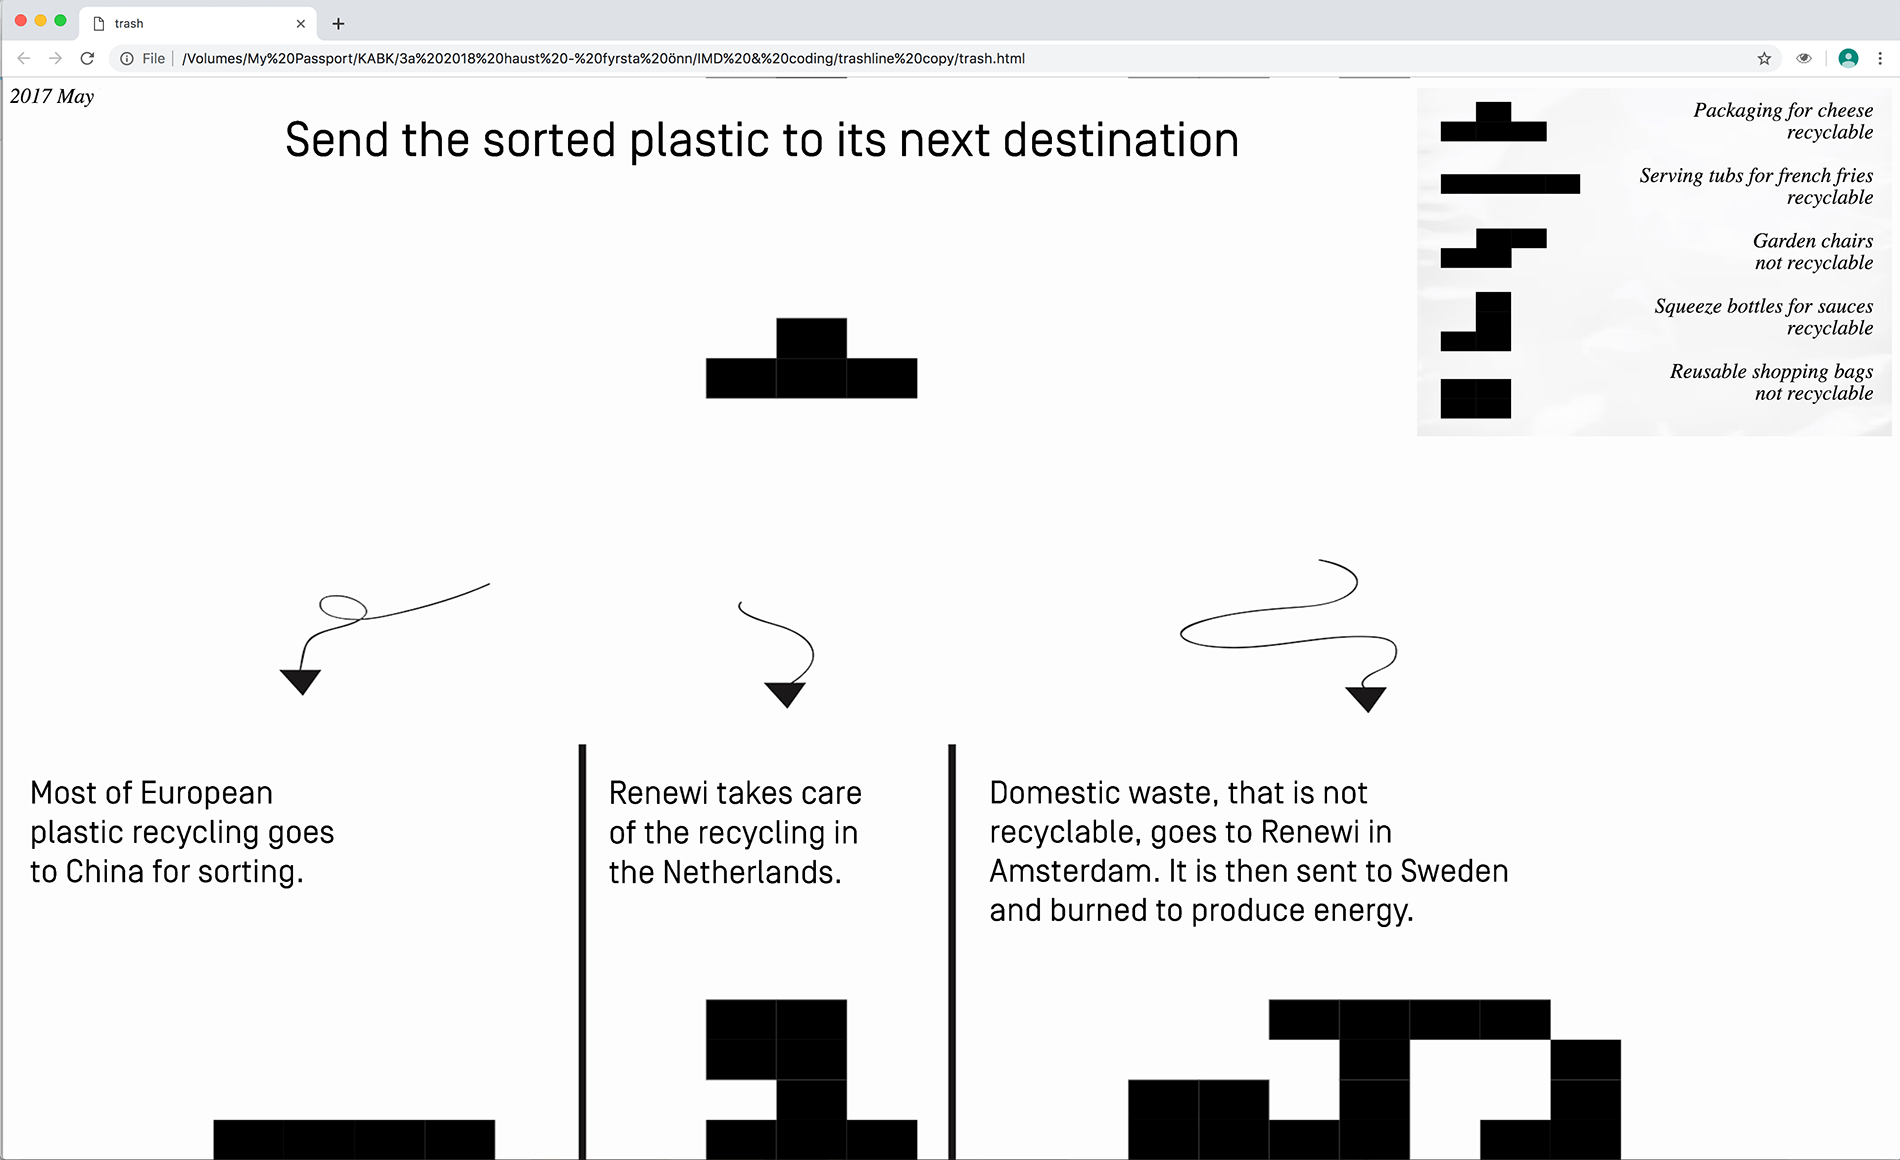 trash
File
/Volumes/My%20Passport/KABK/3a%202018%20haust%20-%20fyrsta%20önn/IMD%20&%20coding/trashline%20copy/trash.html
2017 May
Send the sorted plastic to its next destination
Packaging for cheese
recyclable
Serving tubs for french fries
recyclable
Garden chairs
not recyclable
Squeeze bottles for sauces
recyclable
Reusable shopping bags
not recyclable
Most of European
plastic recycling goes
to China for sorting.
Renewi takes care
of the recycling in
the Netherlands.
Domestic waste, that is not
recyclable, goes to Renewi in
Amsterdam. It is then sent to Sweden
and burned to produce energy.